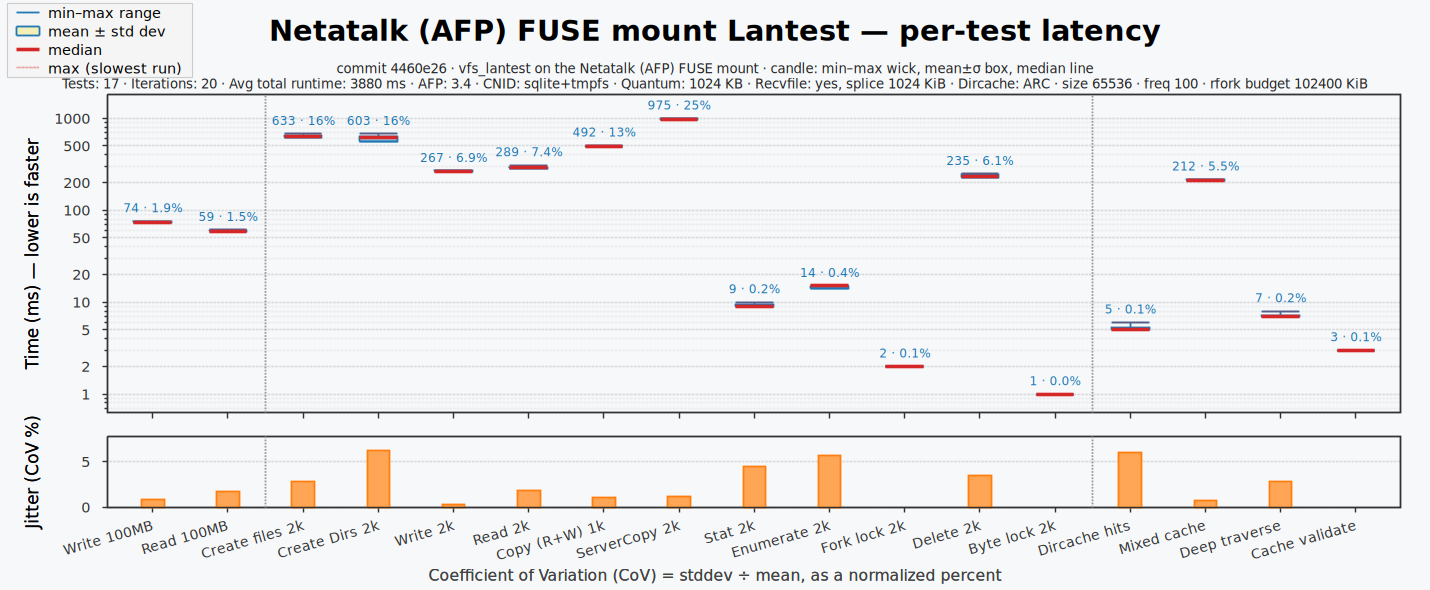 min–max range
mean ± std dev
median
max (slowest run)
Netatalk (AFP) FUSE mount Lantest — per-test latency
commit 4460e26 · vfs_lantest on the Netatalk (AFP) FUSE mount · candle: min–max wick, mean±σ box, median line
Tests: 17 · Iterations: 20 · Avg total runtime: 3880 ms · AFP: 3.4 · CNID: sqlite+tmpfs · Quantum: 1024 KB · Recvfile: yes, splice 1024 KiB · Dircache: ARC · size 65536 · freq 100 · rfork budget 102400 KiB
Time (ms) — lower is faster
1000
500
200
100
50
20
10
5
2
1
74 · 1.9%
59 · 1.5%
633 · 16%
603 · 16%
267 · 6.9%
289 · 7.4%
492 · 13%
975 · 25%
9 · 0.2%
14 · 0.4%
2 · 0.1%
235 · 6.1%
1 · 0.0%
5 · 0.1%
212 · 5.5%
7 · 0.2%
3 · 0.1%
Jitter (CoV %)
5
0
Write 100MB
Read 100MB
Create files 2k
Create Dirs 2k
Write 2k
Read 2k
Copy (R+W) 1k
ServerCopy 2k
Stat 2k
Enumerate 2k
Fork lock 2k
Delete 2k
Byte lock 2k
Dircache hits
Mixed cache
Deep traverse
Cache validate
Coefficient of Variation (CoV) = stddev ÷ mean, as a normalized percent